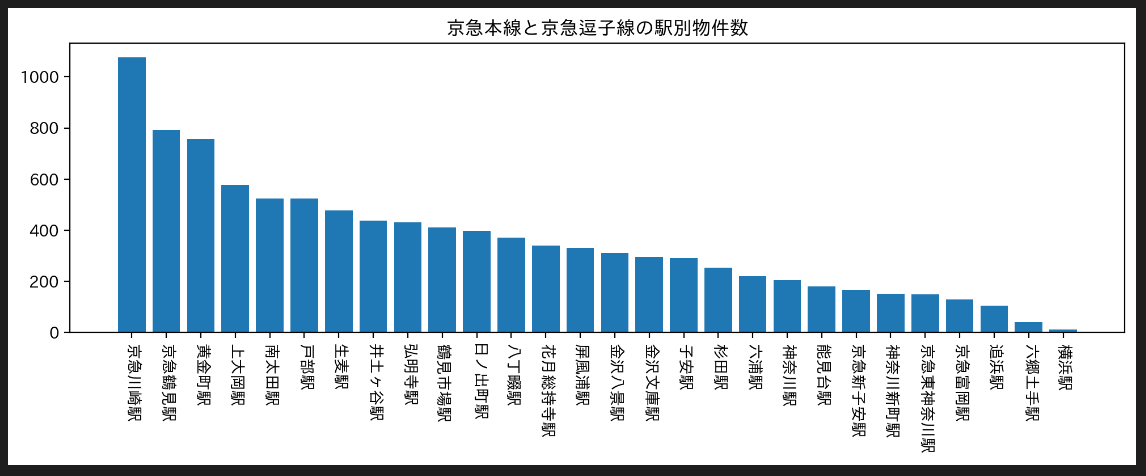 京急本線と京急逗子線の駅別物件数
1000
800
600
400
200
0
京急川崎駅
京急鶴見駅
黄金町駅
上大岡駅
南太田駅
戸部駅
生麦駅
井土ヶ谷駅
弘明寺駅
鶴見市場駅
日ノ出町駅
八丁畷駅
花月総持寺駅
屏風浦駅
金沢八景駅
金沢文庫駅
子安駅
杉田駅
六浦駅
神奈川駅
能見台駅
京急新子安駅
神奈川新町駅
京急東神奈川駅
京急富岡駅
追浜駅
六郷土手駅
横浜駅